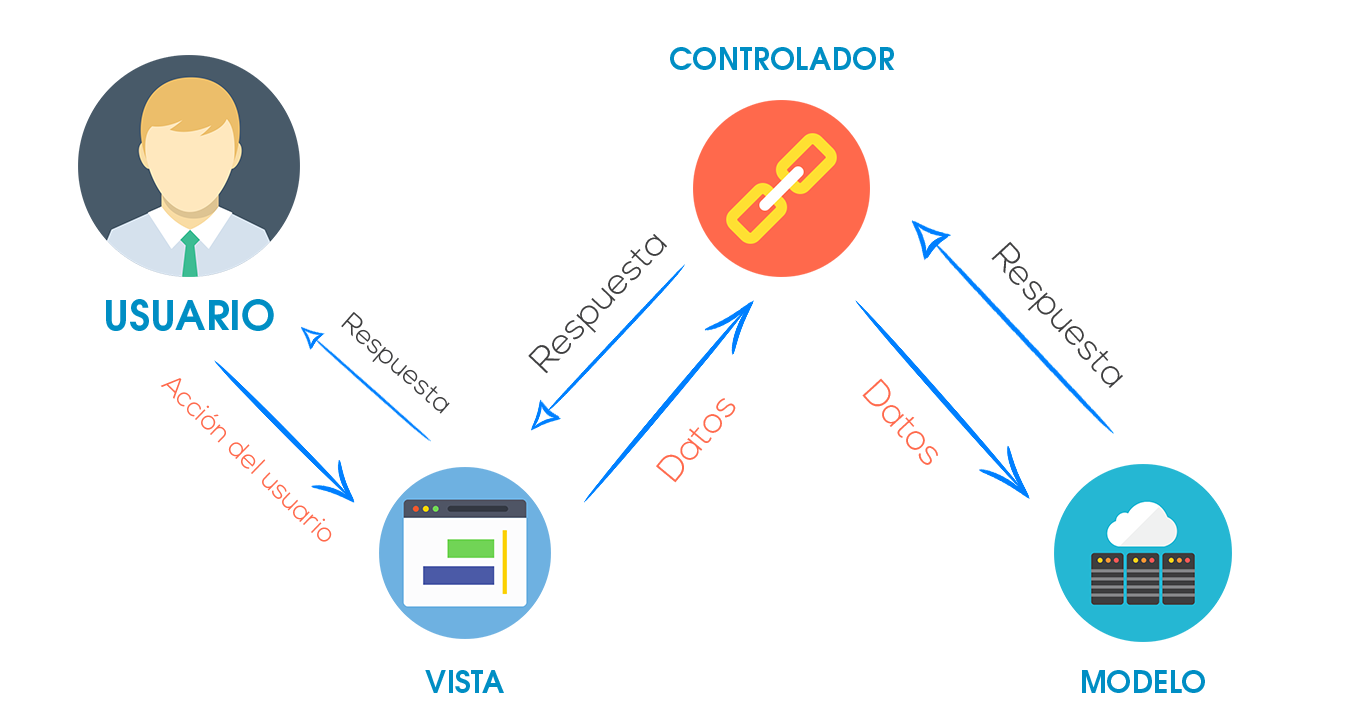 CONTROLADOR
USUARIO
Respuesta
Acción del usuario
Respuesta
Datos
Datos
Respuesta
VISTA
MODELO